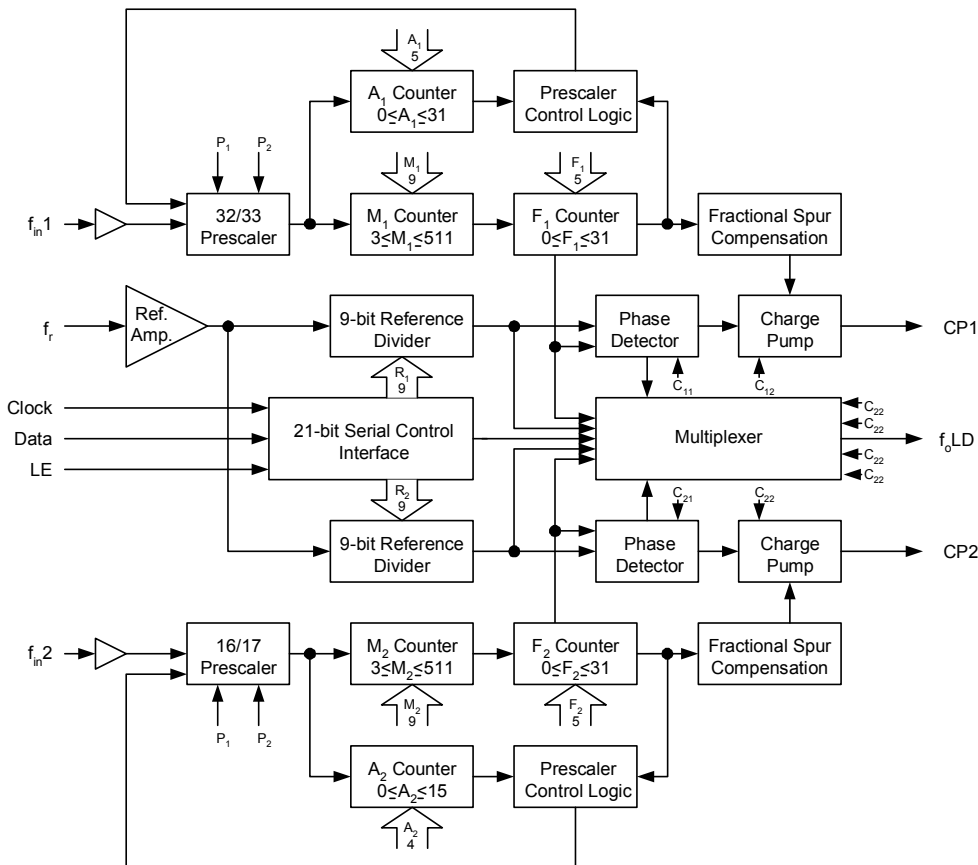 A₁
5
A₁ Counter
0≤A₁≤31
Prescaler
Control Logic
P₁
P₂
M₁
9
F₁
5
fᵢₙ1
32/33
Prescaler
M₁ Counter
3≤M₁≤511
F₁ Counter
0≤F₁≤31
Fractional Spur
Compensation
fᵣ
Ref.
Amp.
9-bit Reference
Divider
Phase
Detector
Charge
Pump
CP1
R₁
9
C₁₁
C₁₂
Clock
Data
LE
21-bit Serial Control
Interface
Multiplexer
C₂₂
C₂₂
fₒLD
C₂₂
C₂₂
R₂
9
C₂₁
C₂₂
9-bit Reference
Divider
Phase
Detector
Charge
Pump
CP2
fᵢₙ2
16/17
Prescaler
M₂ Counter
3≤M₂≤511
F₂ Counter
0≤F₂≤31
Fractional Spur
Compensation
P₁
P₂
M₂
9
F₂
5
A₂ Counter
0≤A₂≤15
Prescaler
Control Logic
A₂
4